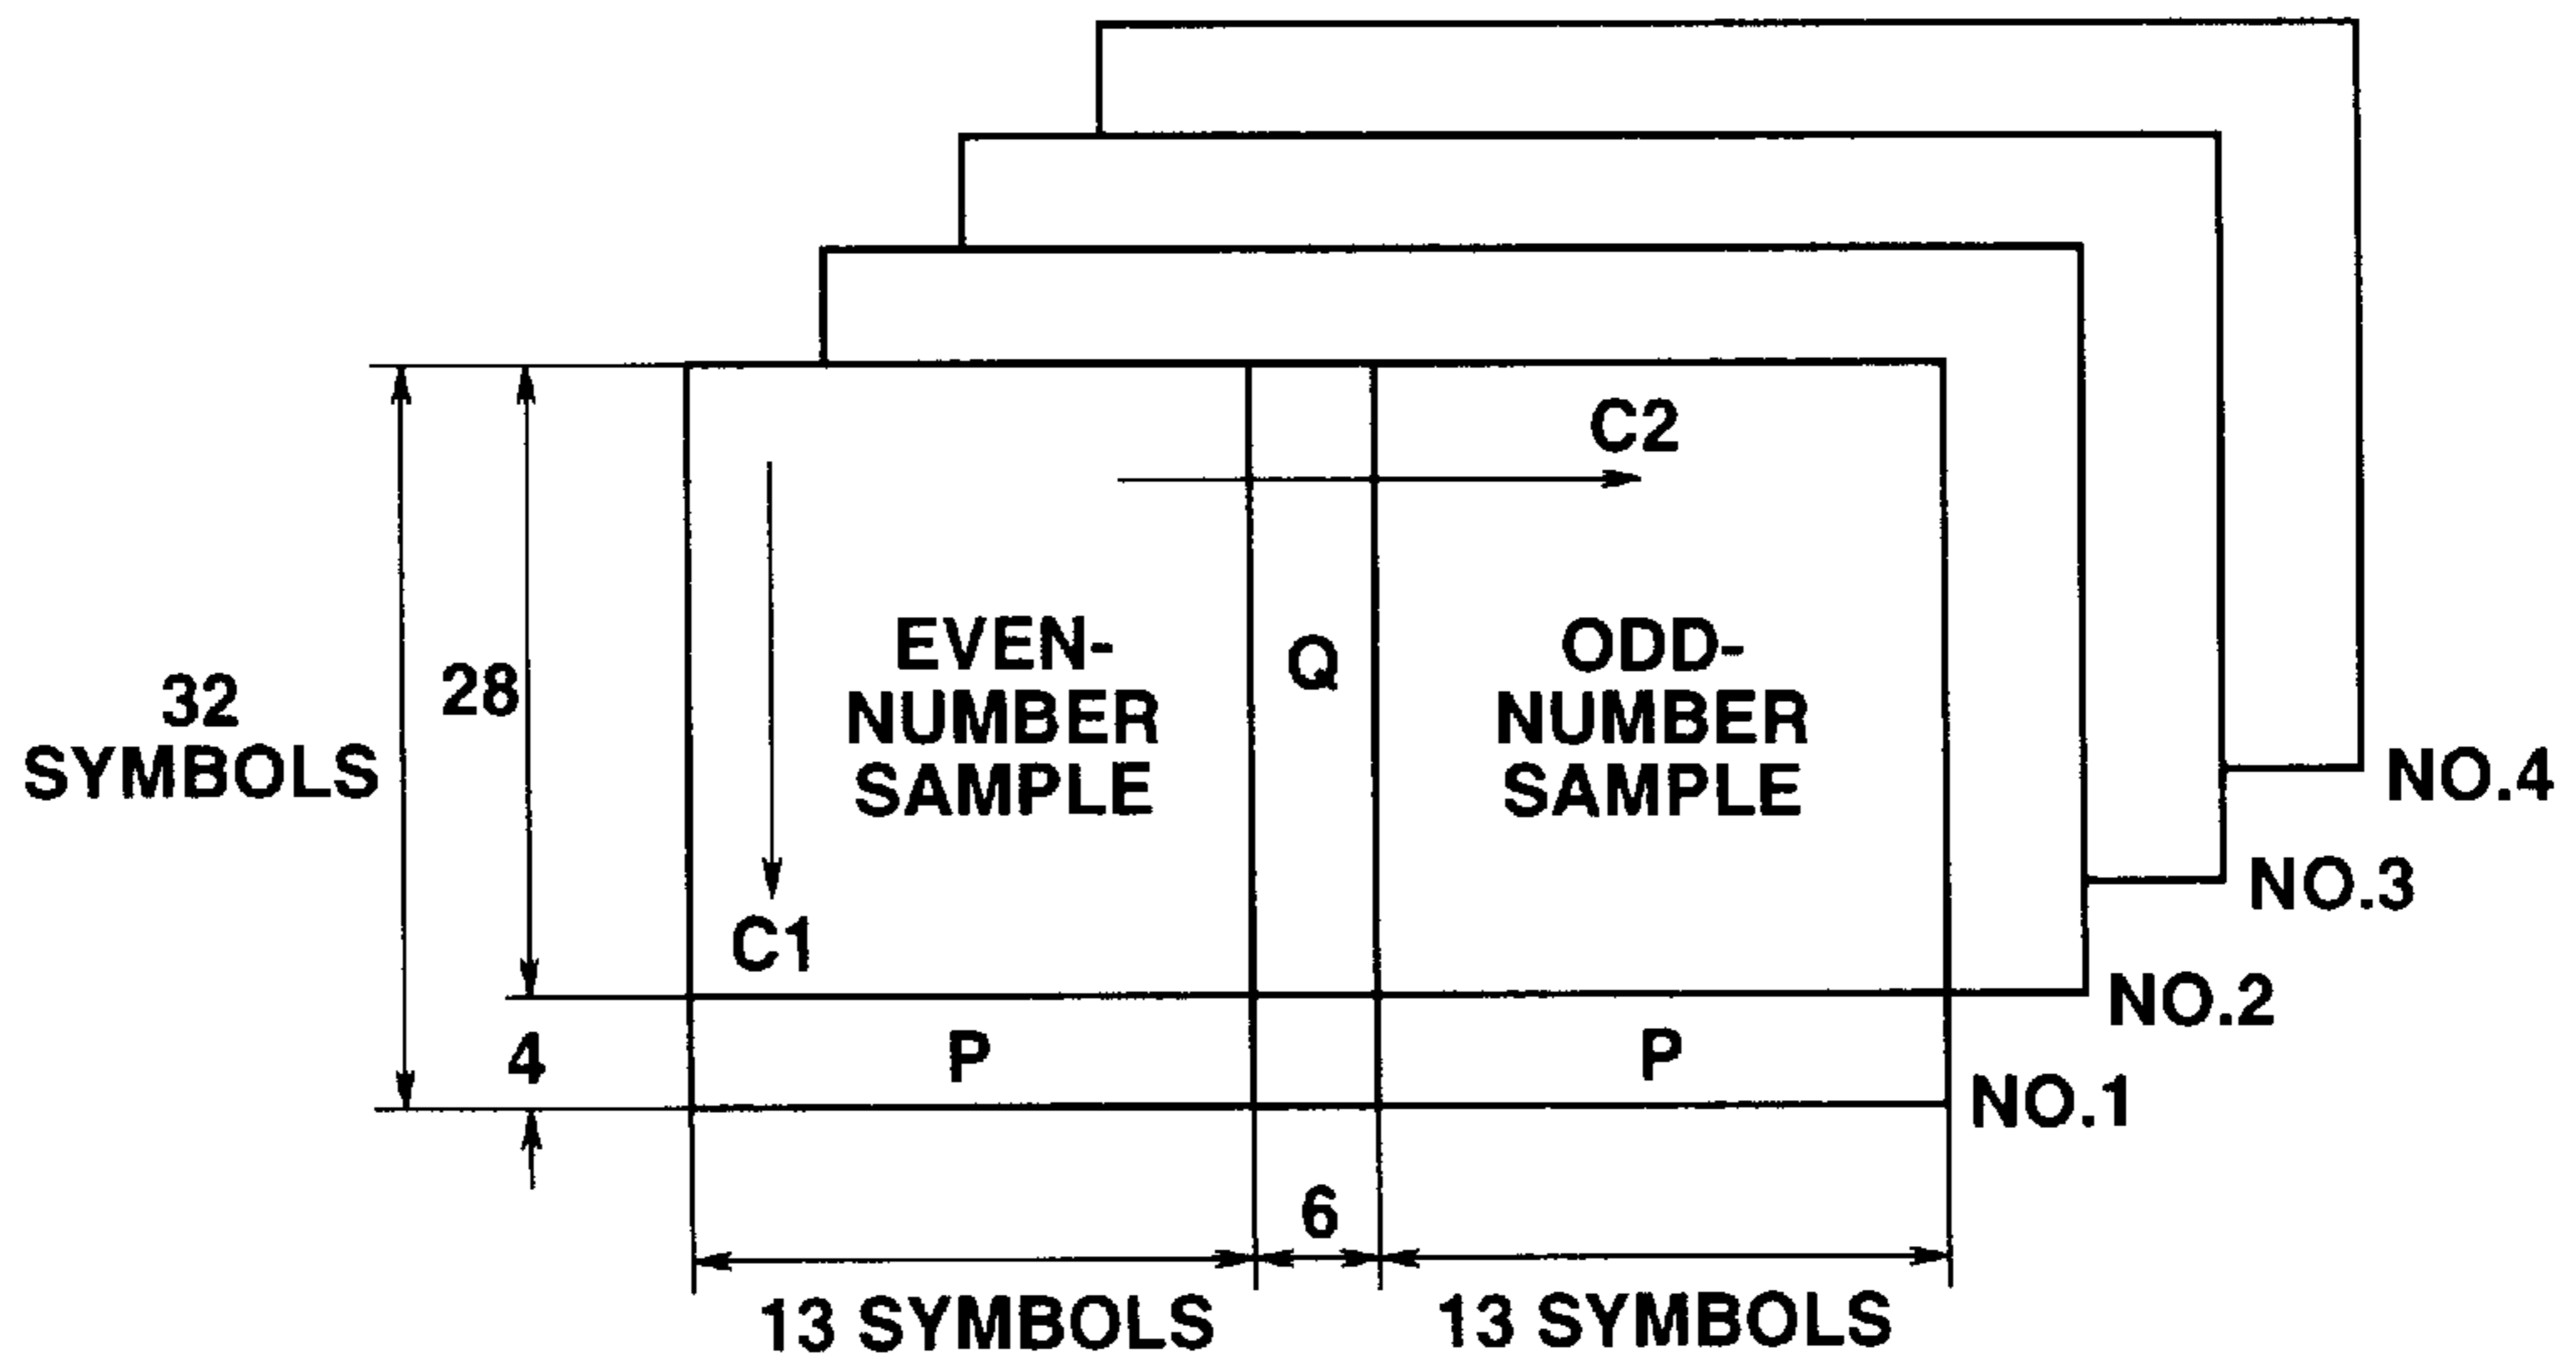 C2
32
SYMBOLS
28
EVEN-
NUMBER
SAMPLE
Q
ODD-
NUMBER
SAMPLE
NO.4
NO.3
C1
NO.2
4
P
P
NO.1
6
13 SYMBOLS
13 SYMBOLS